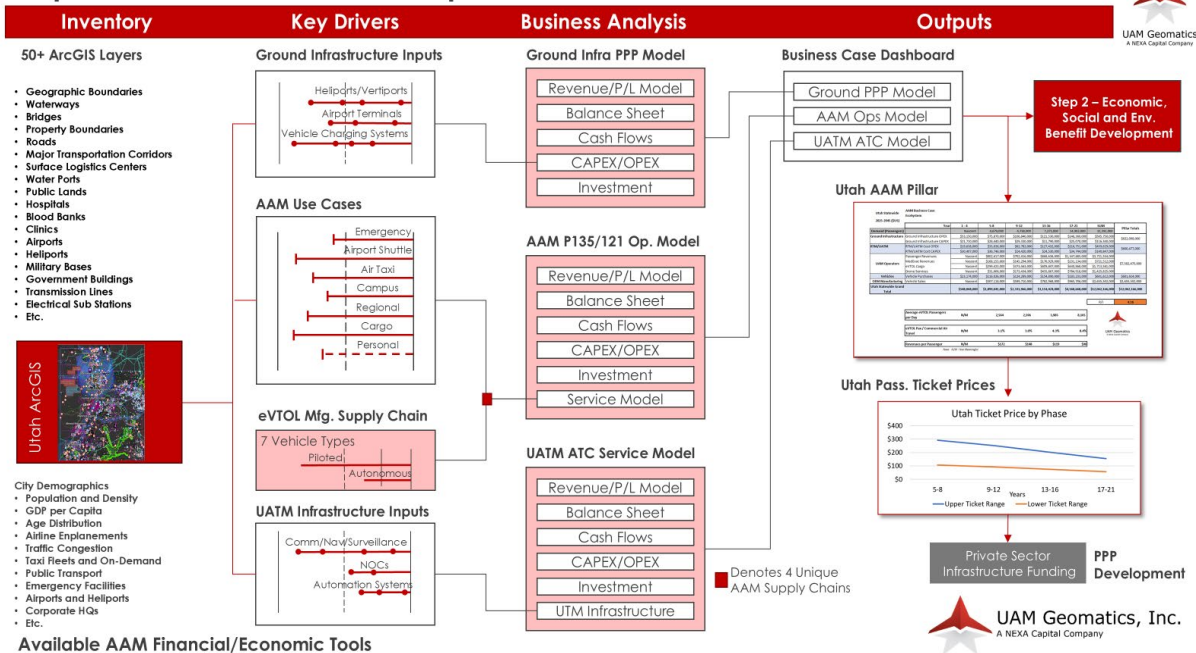 Inventory
Key Drivers
Business Analysis
Outputs
UAM Geomatics
A NEXA Capital Company
50+ ArcGIS Layers
• Geographic Boundaries
• Waterways
• Bridges
• Property Boundaries
• Roads
• Major Transportation Corridors
• Surface Logistics Centers
• Water Ports
• Public Lands
• Hospitals
• Blood Banks
• Clinics
• Airports
• Heliports
• Military Bases
• Government Buildings
• Transmission Lines
• Electrical Sub Stations
• Etc.
Utah ArcGIS
City Demographics
• Population and Density
• GDP per Capita
• Age Distribution
• Airline Enplanements
• Traffic Congestion
• Taxi Fleets and On-Demand
• Public Transport
• Emergency Facilities
• Airports and Heliports
• Corporate HQs
• Etc.
Available AAM Financial/Economic Tools
Ground Infrastructure Inputs
Heliports/Vertiports
Airport Terminals
Vehicle Charging Systems
AAM Use Cases
Emergency
Airport Shuttle
Air Taxi
Campus
Regional
Cargo
Personal
eVTOL Mfg. Supply Chain
7 Vehicle Types
Piloted
Autonomous
UATM Infrastructure Inputs
Comm/Nav/Surveillance
NOCs
Automation Systems
Ground Infra PPP Model
Revenue/P/L Model
Balance Sheet
Cash Flows
CAPEX/OPEX
Investment
AAM P135/121 Op. Model
Revenue/P/L Model
Balance Sheet
Cash Flows
CAPEX/OPEX
Investment
Service Model
UATM ATC Service Model
Revenue/P/L Model
Balance Sheet
Cash Flows
CAPEX/OPEX
Investment
UTM Infrastructure
Denotes 4 Unique
AAM Supply Chains
Business Case Dashboard
Ground PPP Model
AAM Ops Model
UATM ATC Model
Step 2 – Economic,
Social and Env.
Benefit Development
Utah AAM Pillar
Utah Pass. Ticket Prices
Utah Ticket Price by Phase
$400
$300
$200
$100
$0
5-8
9-12
13-16
17-21
Years
Upper Ticket Range
Lower Ticket Range
Private Sector
Infrastructure Funding
PPP
Development
UAM Geomatics, Inc.
A NEXA Capital Company